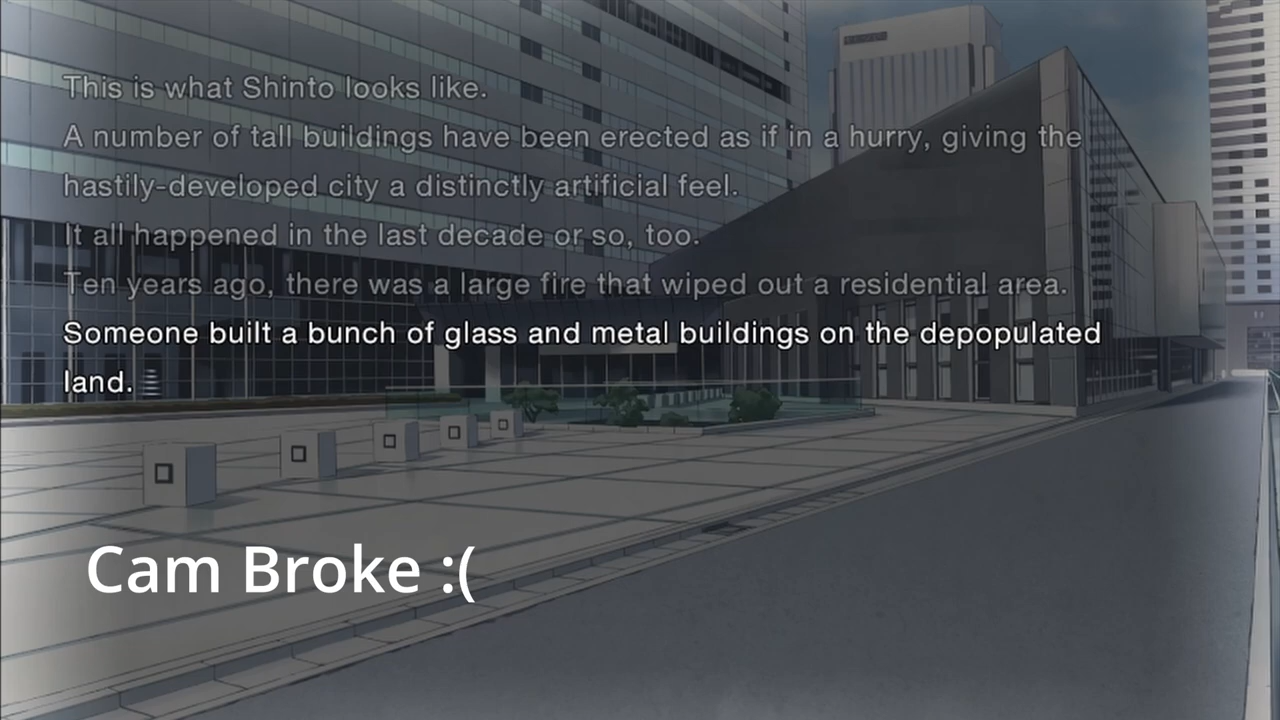 This is what Shinto looks like.
A number of tall buildings have been erected as if in a hurry, giving the
hastily-developed city a distinctly artificial feel.
It all happened in the last decade or so, too.
Ten years ago, there was a large fire that wiped out a residential area.
Someone built a bunch of glass and metal buildings on the depopulated
land.
Cam Broke :(